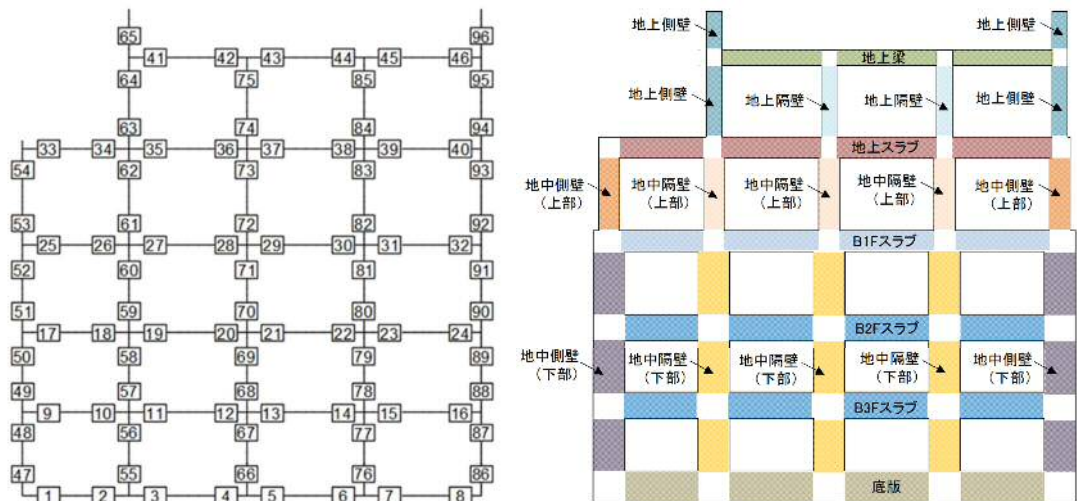 65 96
41 42 43 44 45 46
64 75 85 95
63 74 84 94
33 34 35 36 37 38 39 40
54 62 73 83 93
53 61 72 82 92
25 26 27 28 29 30 31 32
52 60 71 81 91
51 59 70 80 90
17 18 19 20 21 22 23 24
50 58 69 79 89
49 57 68 78 88
9 10 11 12 13 14 15 16
48 56 67 77 87
47 55 66 76 86
1 2 3 4 5 6 7 8
地上側壁 地上側壁
地上梁
地上側壁 地上隔壁 地上隔壁 地上側壁
地上スラブ
地中側壁 地中隔壁 地中隔壁 地中隔壁 地中側壁
（上部） （上部） （上部） （上部） （上部）
B1Fスラブ
B2Fスラブ
地中側壁 地中隔壁 地中隔壁 地中隔壁 地中側壁
（下部） （下部） （下部） （下部） （下部）
B3Fスラブ
底版